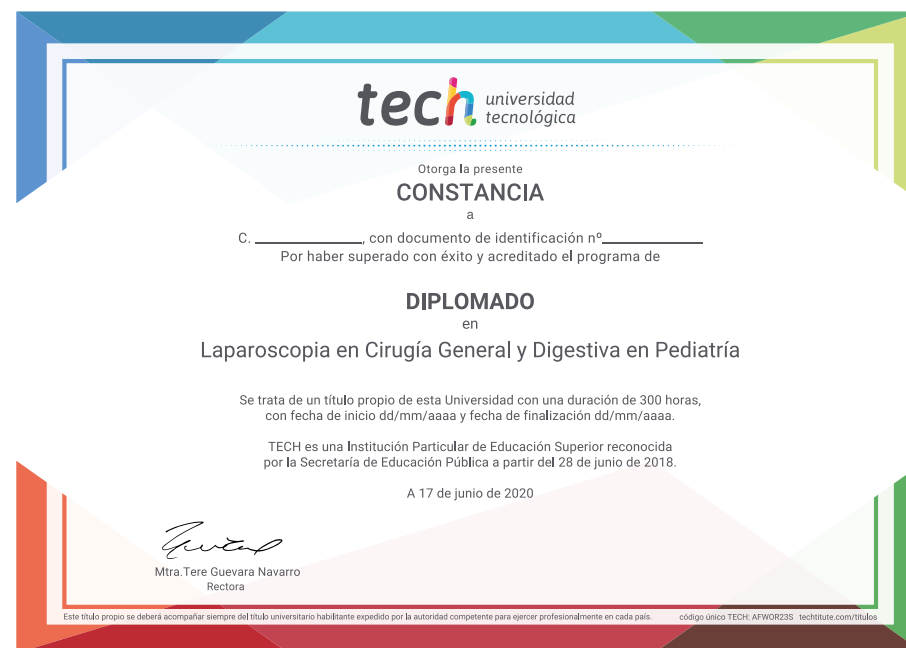 tech universidad
tecnológica
Otorga la presente
CONSTANCIA
a
C. ______________, con documento de identificación nº_____________
Por haber superado con éxito y acreditado el programa de
DIPLOMADO
en
Laparoscopia en Cirugía General y Digestiva en Pediatría
Se trata de un título propio de esta Universidad con una duración de 300 horas,
con fecha de inicio dd/mm/aaaa y fecha de finalización dd/mm/aaaa.
TECH es una Institución Particular de Educación Superior reconocida
por la Secretaría de Educación Pública a partir del 28 de junio de 2018.
A 17 de junio de 2020
Mtra.Tere Guevara Navarro
Rectora
Este título propio se deberá acompañar siempre del título universitario habilitante expedido por la autoridad competente para ejercer profesionalmente en cada país. código único TECH: AFWOR23S techtitute.com/titulos